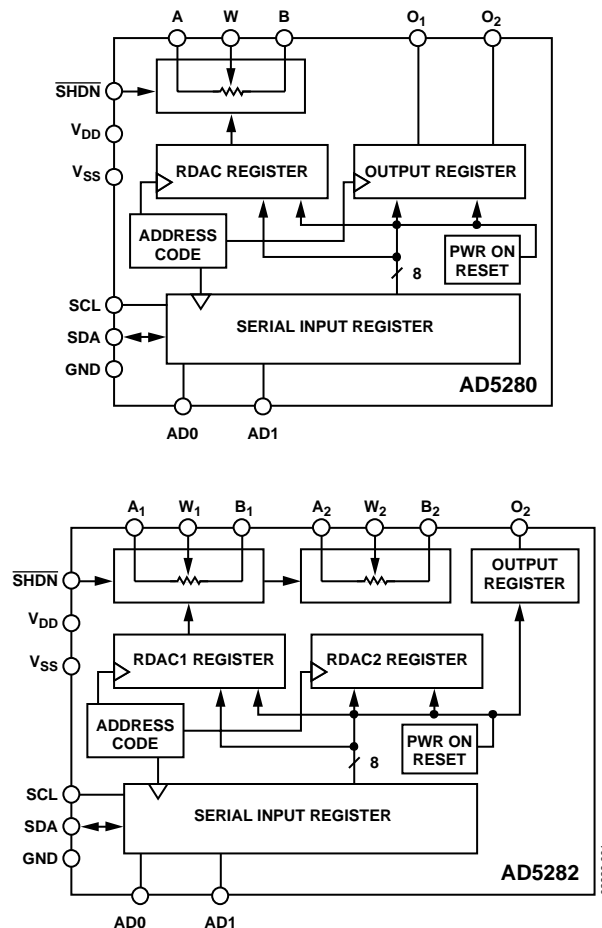 A W B O1 O2
SHDN
VDD
RDAC REGISTER OUTPUT REGISTER
VSS
ADDRESS
CODE
PWR ON
RESET
8
SCL
SERIAL INPUT REGISTER
SDA
GND
AD5280
AD0 AD1
A1 W1 B1 A2 W2 B2 O2
OUTPUT
REGISTER
SHDN
VDD
RDAC1 REGISTER RDAC2 REGISTER
VSS
ADDRESS
CODE
PWR ON
RESET
8
SCL
SERIAL INPUT REGISTER
SDA
GND
AD5282
AD0 AD1